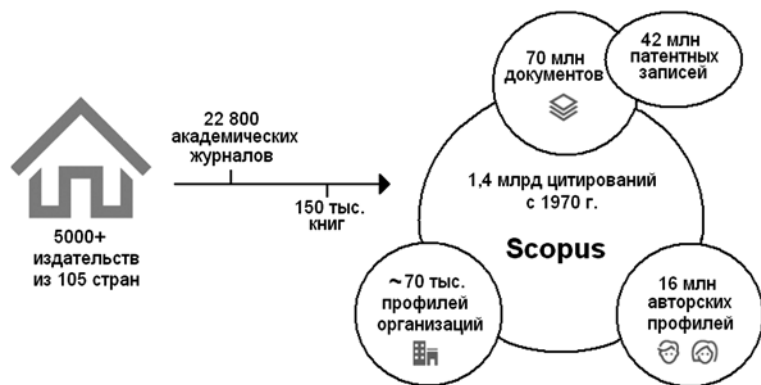 5000+
издательств
из 105 стран
22 800
академических
журналов
150 тыс.
книг
70 млн
документов
42 млн
патентных
записей
1,4 млрд цитирований
с 1970 г.
Scopus
~70 тыс.
профилей
организаций
16 млн
авторских
профилей